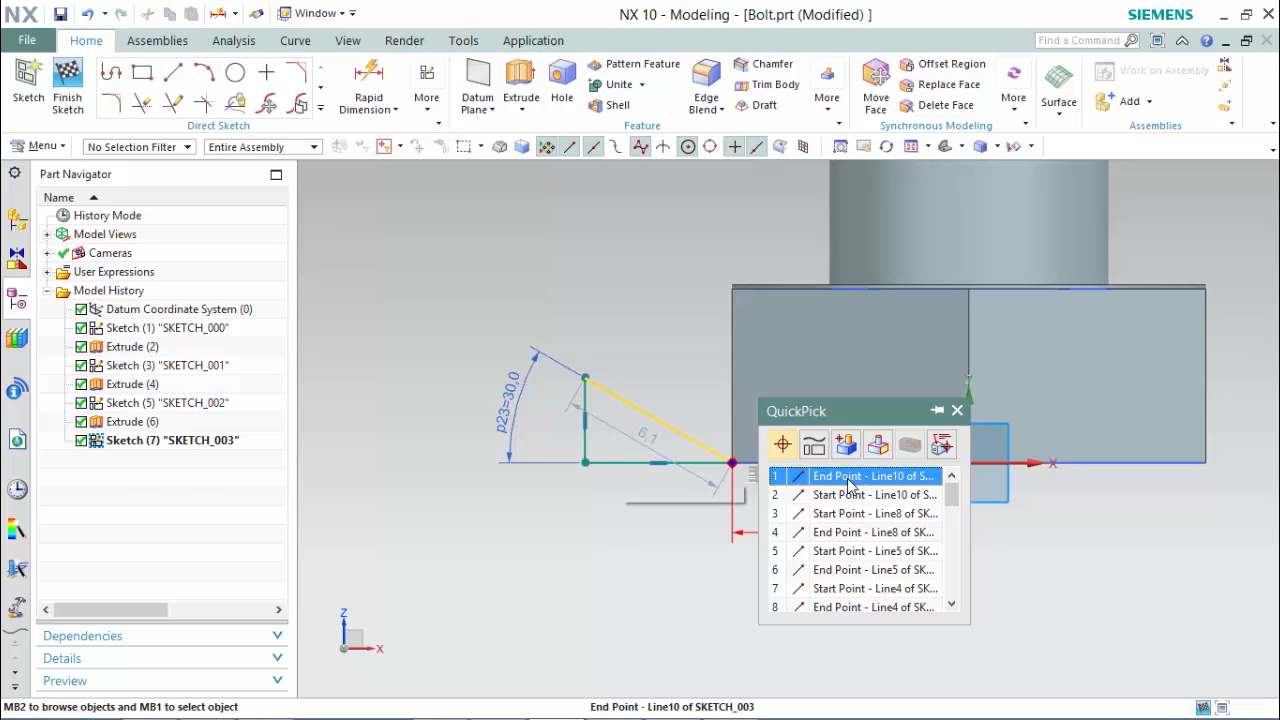 NX
Window
NX 10 - Modeling - [Bolt.prt (Modified) ]
SIEMENS
File
Home
Assemblies
Analysis
Curve
View
Render
Tools
Application
Find a Command
Sketch
Finish
Sketch
Direct Sketch
Rapid
Dimension
More
Datum
Plane
Extrude
Hole
Pattern Feature
Unite
Shell
Edge
Blend
Chamfer
Trim Body
Draft
More
Feature
Move
Face
Offset Region
Replace Face
Delete Face
More
Synchronous Modeling
Surface
Work on Assembly
Add
Assemblies
Menu
No Selection Filter
Entire Assembly
Part Navigator
Name
History Mode
Model Views
Cameras
User Expressions
Model History
Datum Coordinate System (0)
Sketch (1) "SKETCH_000"
Extrude (2)
Sketch (3) "SKETCH_001"
Extrude (4)
Sketch (5) "SKETCH_002"
Extrude (6)
Sketch (7) "SKETCH_003"
Dependencies
Details
Preview
p23=30,0
6,1
X
Z
X
QuickPick
1 End Point - Line10 of S...
2 Start Point - Line10 of S...
3 Start Point - Line8 of SK...
4 End Point - Line8 of SK...
5 Start Point - Line5 of SK...
6 End Point - Line5 of SK...
7 Start Point - Line4 of SK...
8 End Point - Line4 of SK...
MB2 to browse objects and MB1 to select object
End Point - Line10 of SKETCH_003